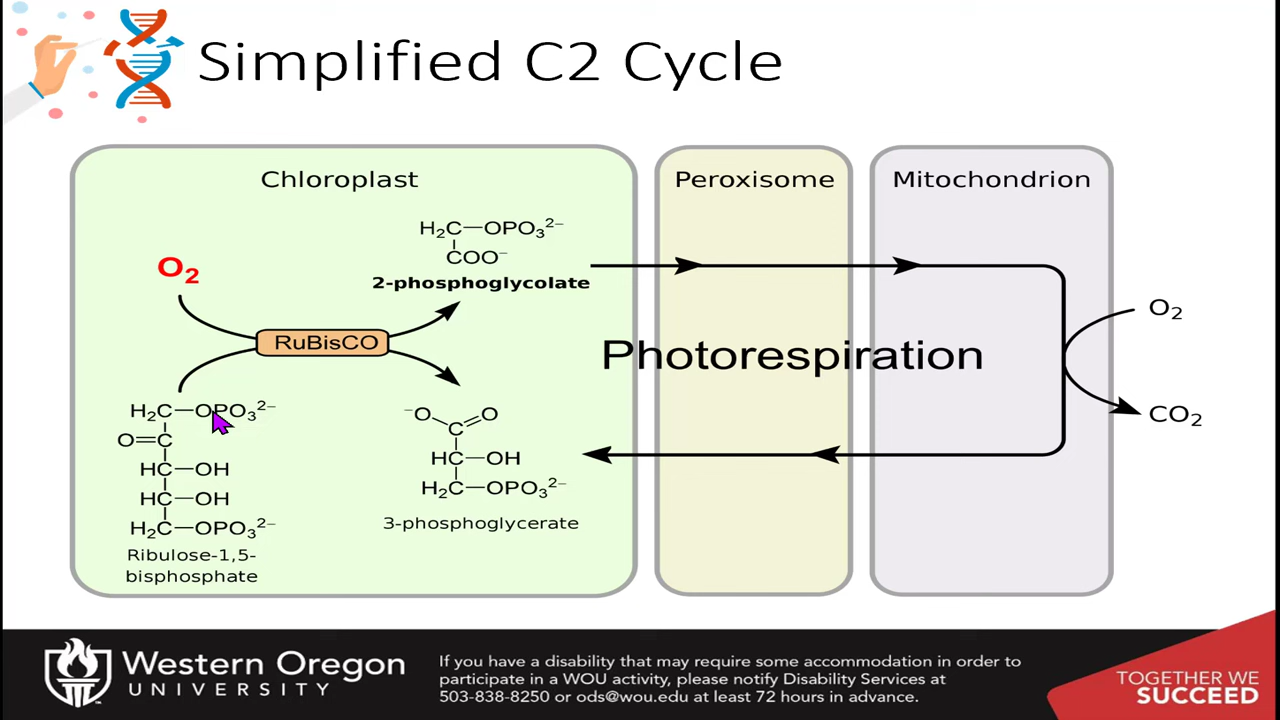 Simplified C2 Cycle
Chloroplast
Peroxisome
Mitochondrion
H₂C—OPO₃²⁻
COO⁻
2-phosphoglycolate
O₂
RuBisCO
Photorespiration
O₂
CO₂
H₂C—OPO₃²⁻
O=C
HC—OH
HC—OH
H₂C—OPO₃²⁻
Ribulose-1,5-
bisphosphate
⁻O C O
HC—OH
H₂C—OPO₃²⁻
3-phosphoglycerate
Western Oregon
UNIVERSITY
If you have a disability that may require some accommodation in order to
participate in a WOU activity, please notify Disability Services at
503-838-8250 or ods@wou.edu at least 72 hours in advance.
TOGETHER WE
SUCCEED